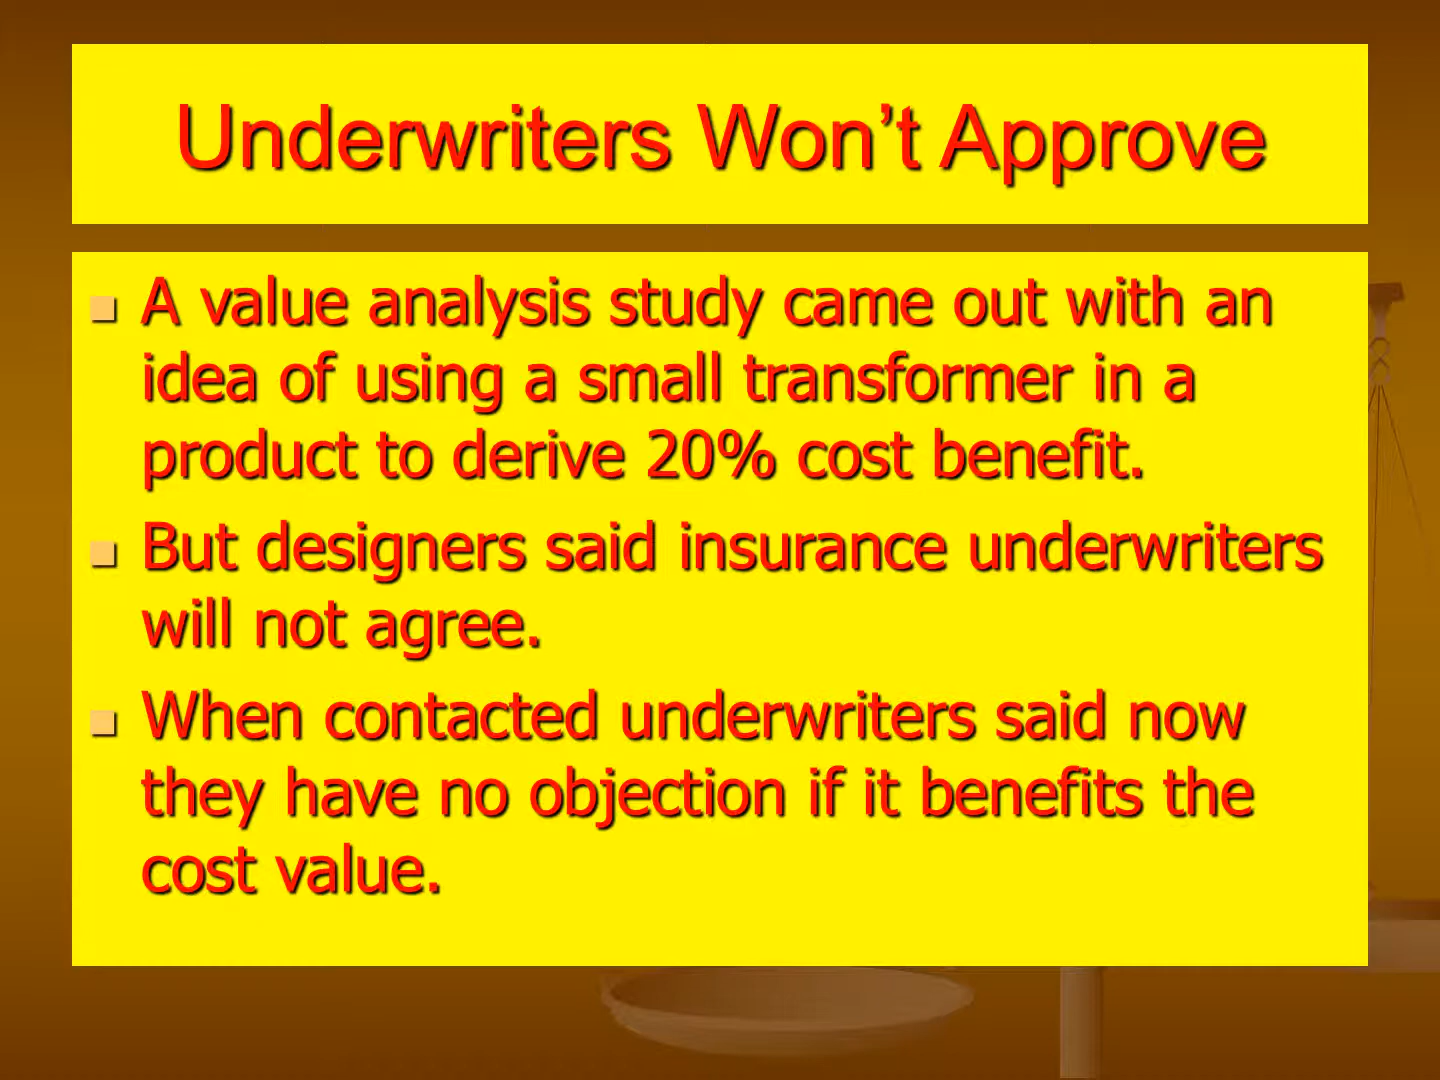 Underwriters Won’t Approve
A value analysis study came out with an
idea of using a small transformer in a
product to derive 20% cost benefit.
But designers said insurance underwriters
will not agree.
When contacted underwriters said now
they have no objection if it benefits the
cost value.